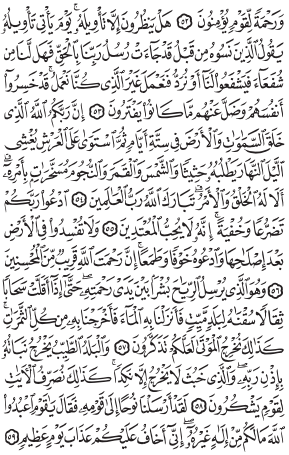 وَرَحْمَةً لِّقَوْمٍ يُؤْمِنُونَ ۝٥٢ هَلْ يَنظُرُونَ إِلَّا تَأْوِيلَهُۥ ۚ يَوْمَ يَأْتِى تَأْوِيلُهُۥ
يَقُولُ ٱلَّذِينَ نَسُوهُ مِن قَبْلُ قَدْ جَآءَتْ رُسُلُ رَبِّنَا بِٱلْحَقِّ فَهَل لَّنَا مِن
شُفَعَآءَ فَيَشْفَعُوا۟ لَنَآ أَوْ نُرَدُّ فَنَعْمَلَ غَيْرَ ٱلَّذِى كُنَّا نَعْمَلُ ۚ قَدْ خَسِرُوٓا۟
أَنفُسَهُمْ وَضَلَّ عَنْهُم مَّا كَانُوا۟ يَفْتَرُونَ ۝٥٣ إِنَّ رَبَّكُمُ ٱللَّهُ ٱلَّذِى
خَلَقَ ٱلسَّمَٰوَٰتِ وَٱلْأَرْضَ فِى سِتَّةِ أَيَّامٍ ثُمَّ ٱسْتَوَىٰ عَلَى ٱلْعَرْشِ يُغْشِى
ٱلَّيْلَ ٱلنَّهَارَ يَطْلُبُهُۥ حَثِيثًا وَٱلشَّمْسَ وَٱلْقَمَرَ وَٱلنُّجُومَ مُسَخَّرَٰتٍۭ بِأَمْرِهِۦٓ ۗ
أَلَا لَهُ ٱلْخَلْقُ وَٱلْأَمْرُ ۗ تَبَارَكَ ٱللَّهُ رَبُّ ٱلْعَٰلَمِينَ ۝٥٤ ٱدْعُوا۟ رَبَّكُمْ
تَضَرُّعًا وَخُفْيَةً ۚ إِنَّهُۥ لَا يُحِبُّ ٱلْمُعْتَدِينَ ۝٥٥ وَلَا تُفْسِدُوا۟ فِى ٱلْأَرْضِ
بَعْدَ إِصْلَٰحِهَا وَٱدْعُوهُ خَوْفًا وَطَمَعًا ۚ إِنَّ رَحْمَتَ ٱللَّهِ قَرِيبٌ مِّنَ ٱلْمُحْسِنِينَ
۝٥٦ وَهُوَ ٱلَّذِى يُرْسِلُ ٱلرِّيَٰحَ بُشْرًۢا بَيْنَ يَدَىْ رَحْمَتِهِۦ ۖ حَتَّىٰٓ إِذَآ أَقَلَّتْ سَحَابًا
ثِقَالًا سُقْنَٰهُ لِبَلَدٍ مَّيِّتٍ فَأَنزَلْنَا بِهِ ٱلْمَآءَ فَأَخْرَجْنَا بِهِۦ مِن كُلِّ ٱلثَّمَرَٰتِ ۚ
كَذَٰلِكَ نُخْرِجُ ٱلْمَوْتَىٰ لَعَلَّكُمْ تَذَكَّرُونَ ۝٥٧ وَٱلْبَلَدُ ٱلطَّيِّبُ يَخْرُجُ نَبَاتُهُۥ
بِإِذْنِ رَبِّهِۦ ۖ وَٱلَّذِى خَبُثَ لَا يَخْرُجُ إِلَّا نَكِدًا ۚ كَذَٰلِكَ نُصَرِّفُ ٱلْـَٔايَٰتِ
لِقَوْمٍ يَشْكُرُونَ ۝٥٨ لَقَدْ أَرْسَلْنَا نُوحًا إِلَىٰ قَوْمِهِۦ فَقَالَ يَٰقَوْمِ ٱعْبُدُوا۟
ٱللَّهَ مَا لَكُم مِّنْ إِلَٰهٍ غَيْرُهُۥٓ إِنِّىٓ أَخَافُ عَلَيْكُمْ عَذَابَ يَوْمٍ عَظِيمٍ ۝٥٩